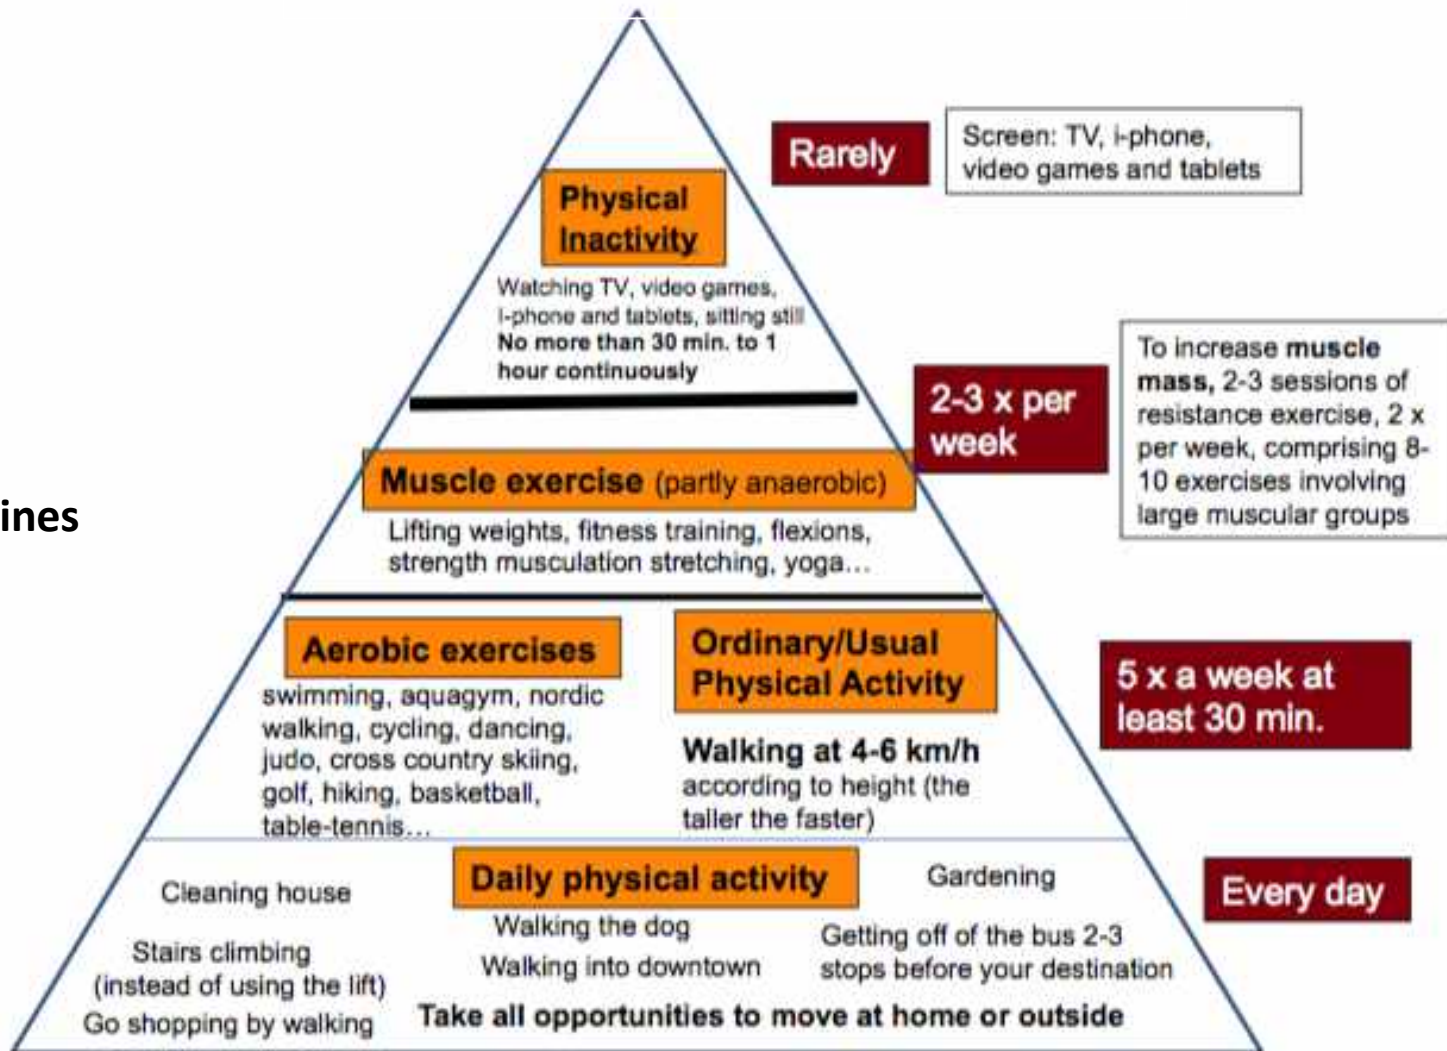 Rarely
Screen: TV, i-phone,
video games and tablets
Physical
Inactivity
Watching TV, video games,
i-phone and tablets, sitting still
No more than 30 min. to 1
hour continuously
2-3 x per
week
To increase muscle
mass, 2-3 sessions of
resistance exercise, 2 x
per week, comprising 8-
10 exercises involving
large muscular groups
Muscle exercise (partly anaerobic)
Lifting weights, fitness training, flexions,
strength musculation stretching, yoga…
ines
Aerobic exercises
swimming, aquagym, nordic
walking, cycling, dancing,
judo, cross country skiing,
golf, hiking, basketball,
table-tennis…
Ordinary/Usual
Physical Activity
Walking at 4-6 km/h
according to height (the
taller the faster)
5 x a week at
least 30 min.
Daily physical activity
Every day
Cleaning house
Stairs climbing
(instead of using the lift)
Go shopping by walking
Walking the dog
Walking into downtown
Gardening
Getting off of the bus 2-3
stops before your destination
Take all opportunities to move at home or outside